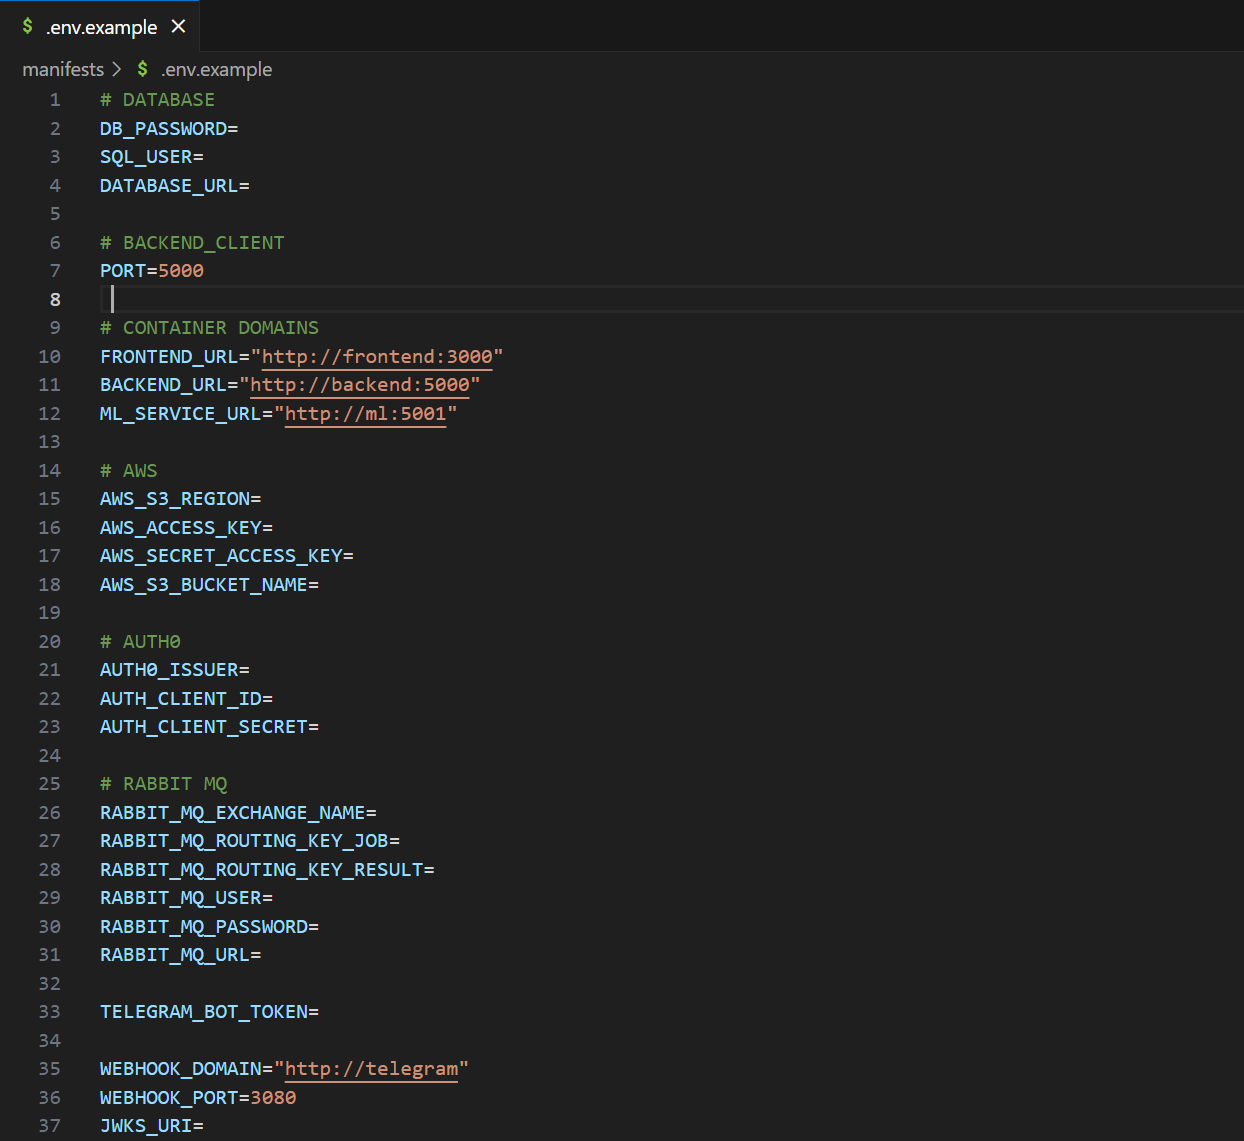 $ .env.example ×
manifests > $ .env.example
1 # DATABASE
2 DB_PASSWORD=
3 SQL_USER=
4 DATABASE_URL=
5
6 # BACKEND_CLIENT
7 PORT=5000
8
9 # CONTAINER DOMAINS
10 FRONTEND_URL="http://frontend:3000"
11 BACKEND_URL="http://backend:5000"
12 ML_SERVICE_URL="http://ml:5001"
13
14 # AWS
15 AWS_S3_REGION=
16 AWS_ACCESS_KEY=
17 AWS_SECRET_ACCESS_KEY=
18 AWS_S3_BUCKET_NAME=
19
20 # AUTH0
21 AUTH0_ISSUER=
22 AUTH_CLIENT_ID=
23 AUTH_CLIENT_SECRET=
24
25 # RABBIT MQ
26 RABBIT_MQ_EXCHANGE_NAME=
27 RABBIT_MQ_ROUTING_KEY_JOB=
28 RABBIT_MQ_ROUTING_KEY_RESULT=
29 RABBIT_MQ_USER=
30 RABBIT_MQ_PASSWORD=
31 RABBIT_MQ_URL=
32
33 TELEGRAM_BOT_TOKEN=
34
35 WEBHOOK_DOMAIN="http://telegram"
36 WEBHOOK_PORT=3080
37 JWKS_URI=